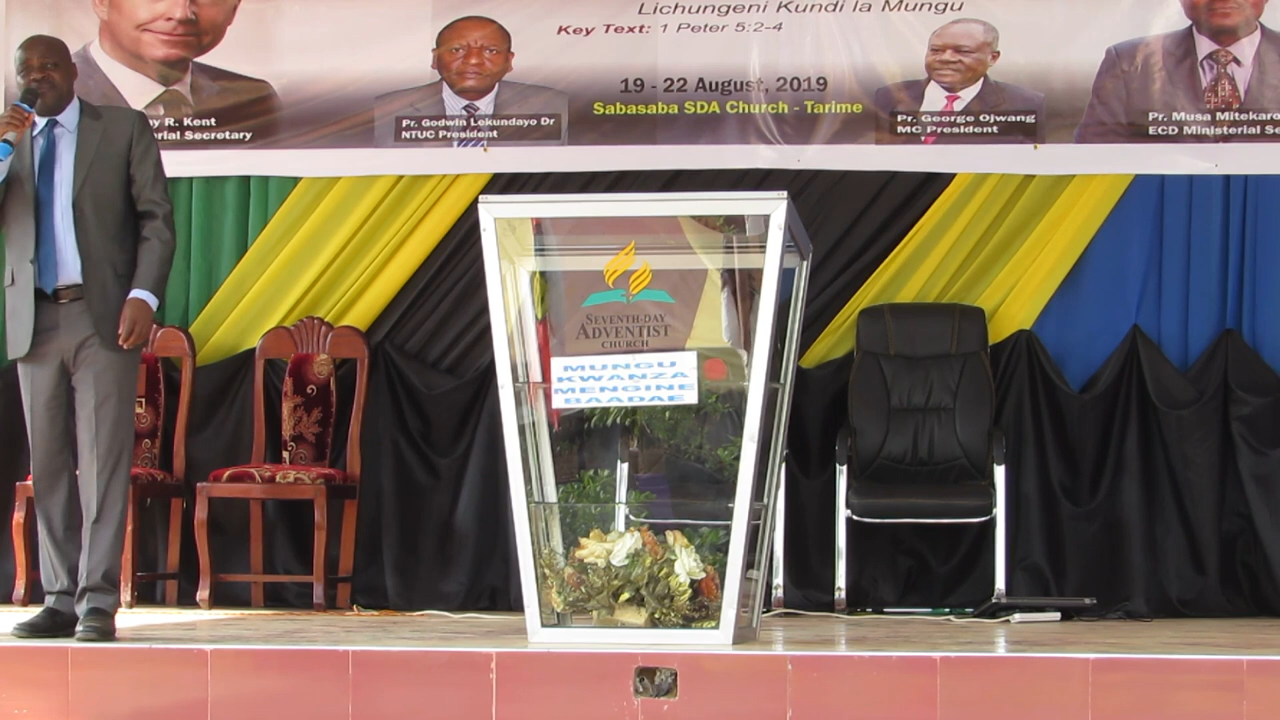 Lichungeni Kundi la Mungu
Key Text: 1 Peter 5:2-4
19 - 22 August, 2019
Sabasaba SDA Church - Tarime
R. Kent
Secretary
Pr. Godwin Lekundayo Dr
NTUC President
Pr. George Ojwang
MC President
Pr. Musa Mitekaro
ECD Ministerial
SEVENTH-DAY
ADVENTIST
CHURCH
MUNGU
KWANZA
MENGINE
BAADAE